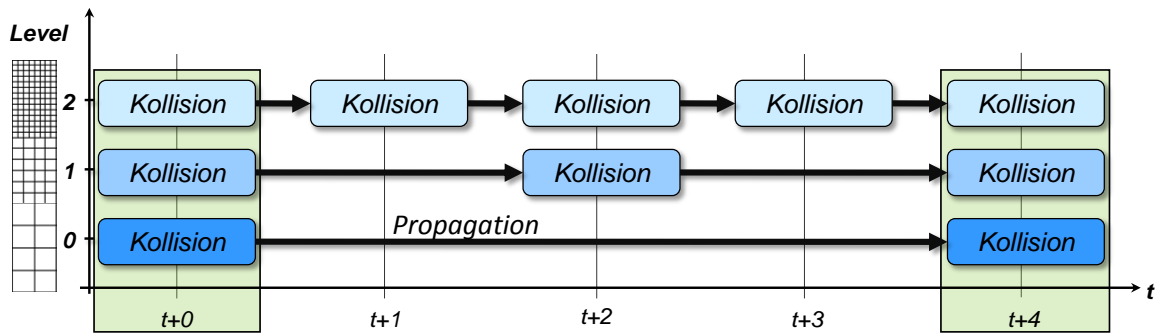 Level
2 Kollision Kollision Kollision Kollision Kollision
1 Kollision Kollision Kollision
Propagation
0 Kollision Kollision
t
t+0 t+1 t+2 t+3 t+4